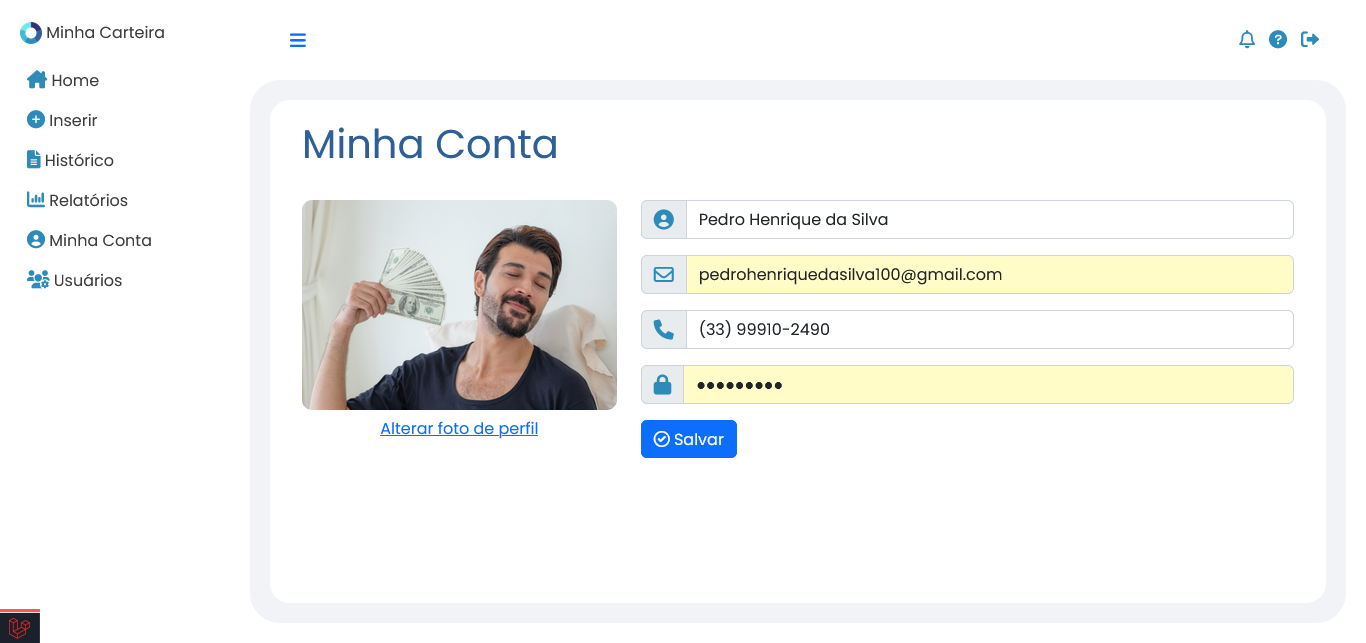 Minha Carteira
Home
Inserir
Histórico
Relatórios
Minha Conta
Usuários
Minha Conta
Pedro Henrique da Silva
pedrohenriquedasilva100@gmail.com
(33) 99910-2490
•••••••••
Alterar foto de perfil
Salvar